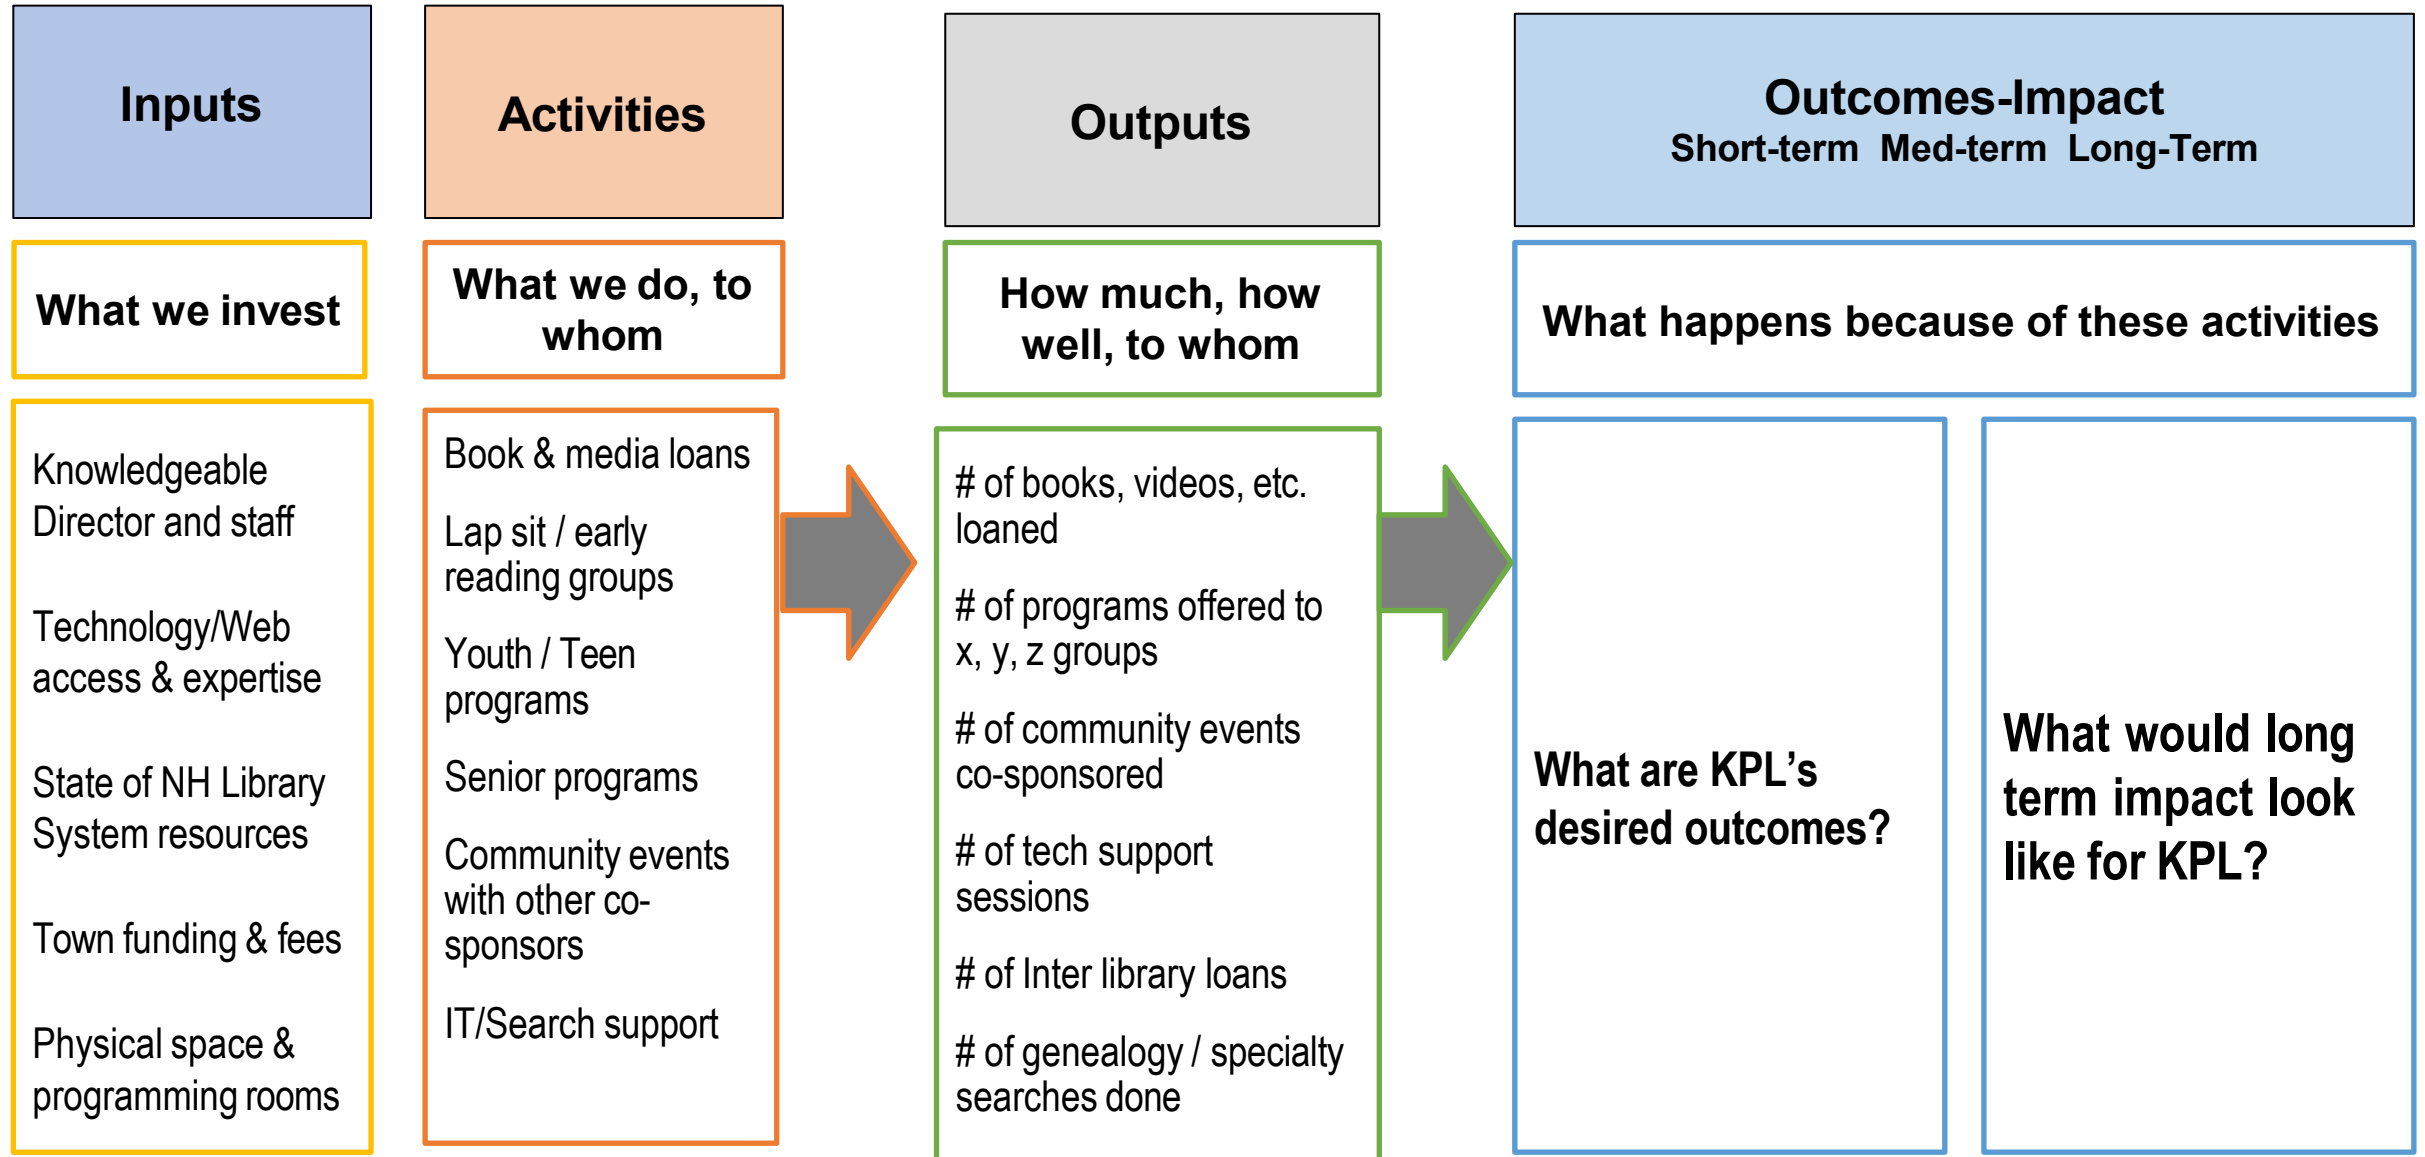 Inputs
Activities
Outputs
Outcomes-Impact
Short-term Med-term Long-Term
What we invest
What we do, to
whom
How much, how
well, to whom
What happens because of these activities
Knowledgeable
Director and staff
Technology/Web
access & expertise
State of NH Library
System resources
Town funding & fees
Physical space &
programming rooms
Book & media loans
Lap sit / early
reading groups
Youth / Teen
programs
Senior programs
Community events
with other co-
sponsors
IT/Search support
# of books, videos, etc.
loaned
# of programs offered to
x, y, z groups
# of community events
co-sponsored
# of tech support
sessions
# of Inter library loans
# of genealogy / specialty
searches done
What are KPL’s
desired outcomes?
What would long
term impact look
like for KPL?